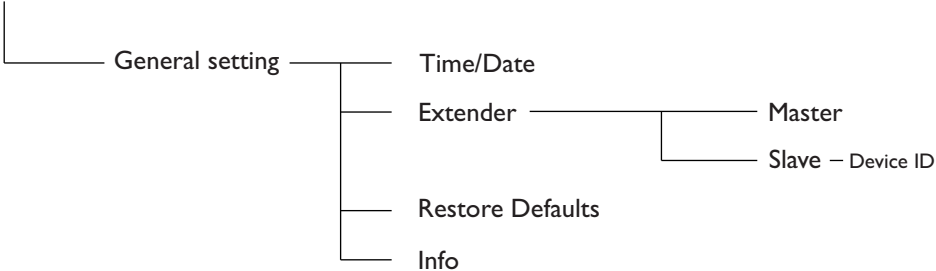 General setting
Time/Date
Extender
Master
Slave – Device ID
Restore Defaults
Info